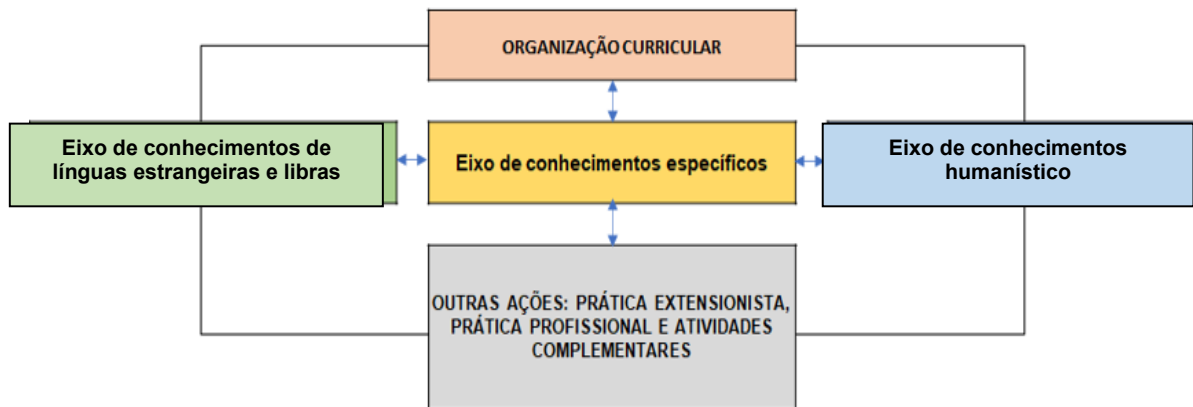 ORGANIZAÇÃO CURRICULAR
Eixo de conhecimentos de
línguas estrangeiras e libras
Eixo de conhecimentos específicos
Eixo de conhecimentos
humanístico
OUTRAS AÇÕES: PRÁTICA EXTENSIONISTA,
PRÁTICA PROFISSIONAL E ATIVIDADES
COMPLEMENTARES